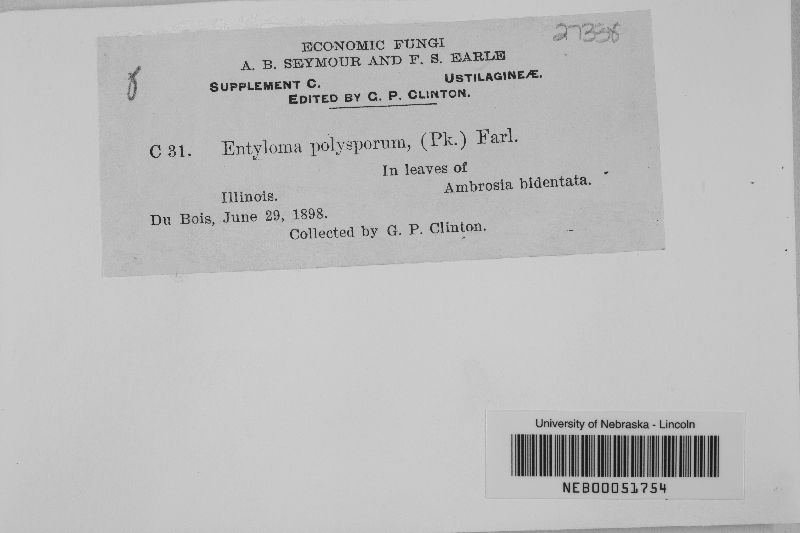 ECONOMIC FUNGI
A. B. SEYMOUR AND F. S. EARLE
SUPPLEMENT C. USTILAGINEÆ.
EDITED BY G. P. CLINTON.
C 31. Entyloma polysporum, (Pk.) Farl.
In leaves of
Illinois. Ambrosia bidentata.
Du Bois, June 29, 1898.
Collected by G. P. Clinton.
University of Nebraska - Lincoln
NEB00051754